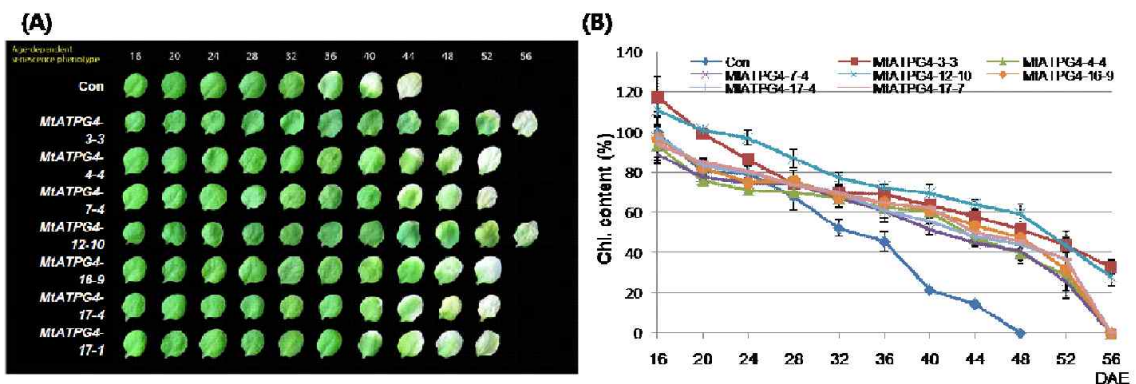 (A)
Age-dependent
senescence phenotype
16 20 24 28 32 36 40 44 48 52 56
Con
MtATPG4-
3-3
MtATPG4-
4-4
MtATPG4-
7-4
MtATPG4-
12-10
MtATPG4-
16-9
MtATPG4-
17-4
MtATPG4-
17-1
(B)
Con MtATPG4-3-3 MtATPG4-4-4
MtATPG4-7-4 MtATPG4-12-10 MtATPG4-16-9
MtATPG4-17-4 MtATPG4-17-7
Chl. content (%)
140
120
100
80
60
40
20
0
16 20 24 28 32 36 40 44 48 52 56
DAE